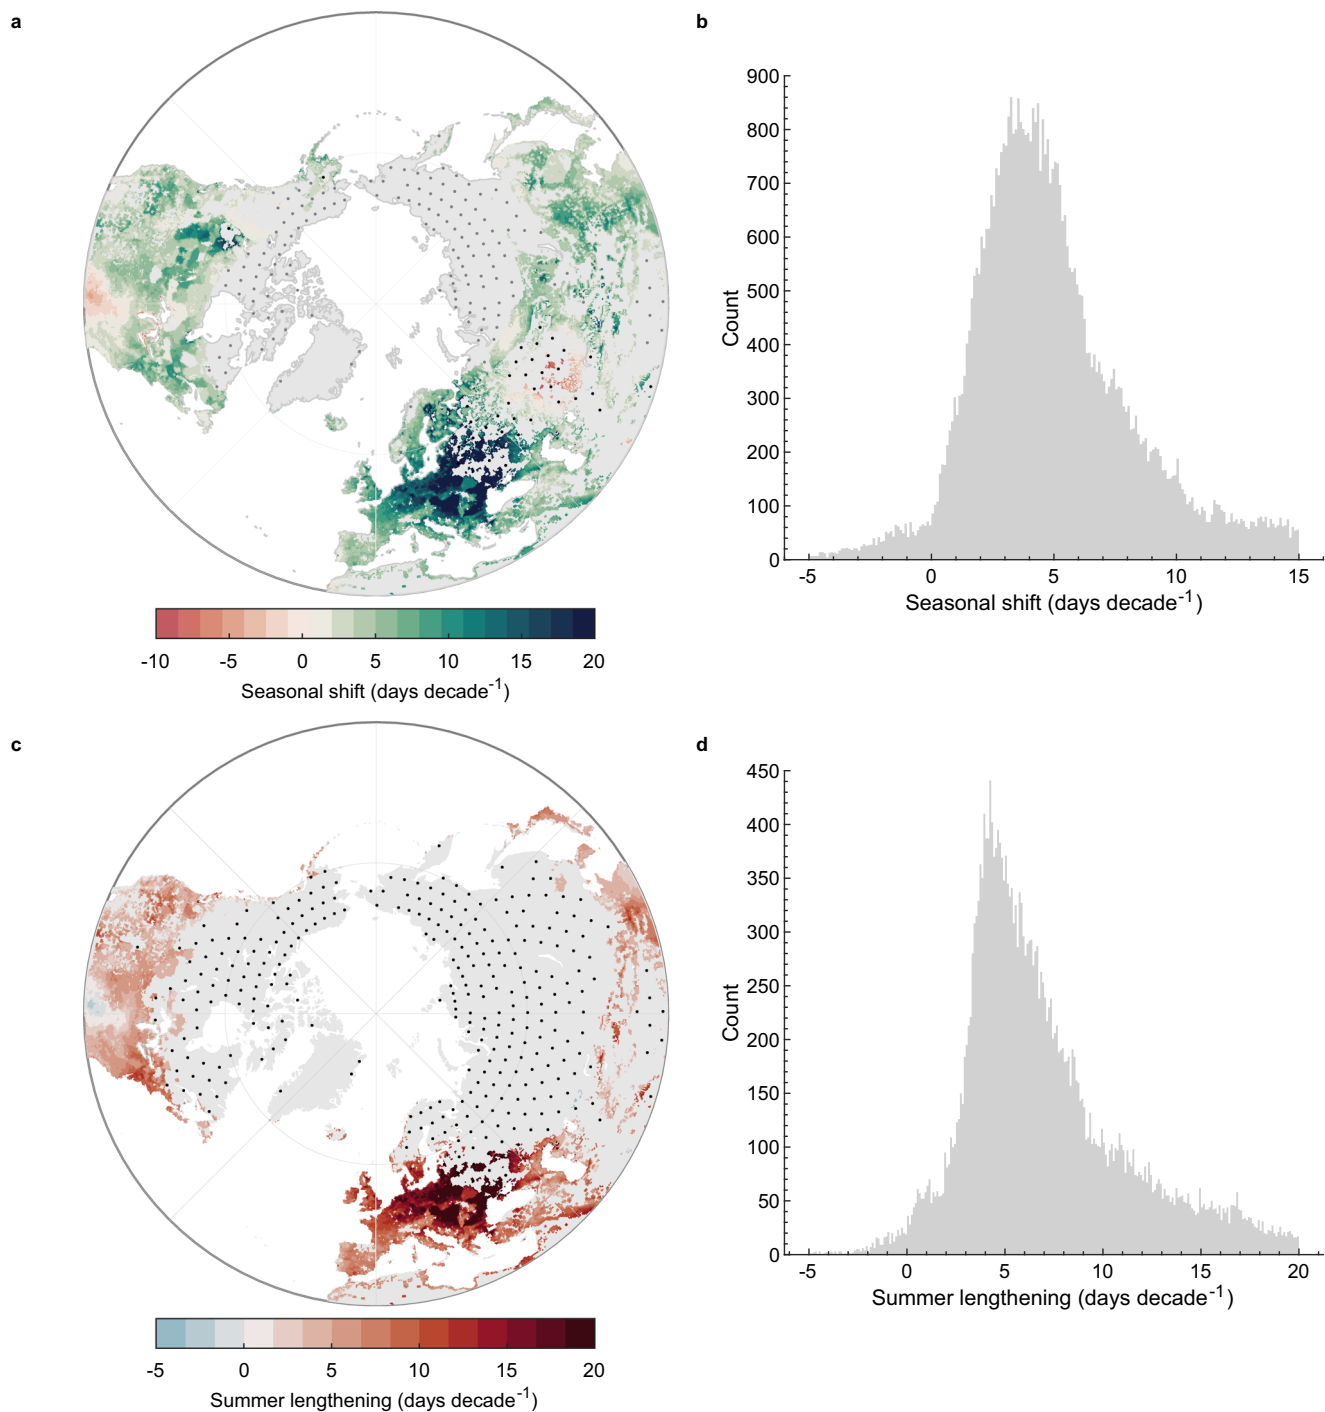 a
-10 -5 0 5 10 15 20
Seasonal shift (days decade-1)
b
900
800
700
600
500
400
300
200
100
0
Count
-5 0 5 10 15
Seasonal shift (days decade-1)
c
-5 0 5 10 15 20
Summer lengthening (days decade-1)
d
450
400
350
300
250
200
150
100
50
0
Count
-5 0 5 10 15 20
Summer lengthening (days decade-1)